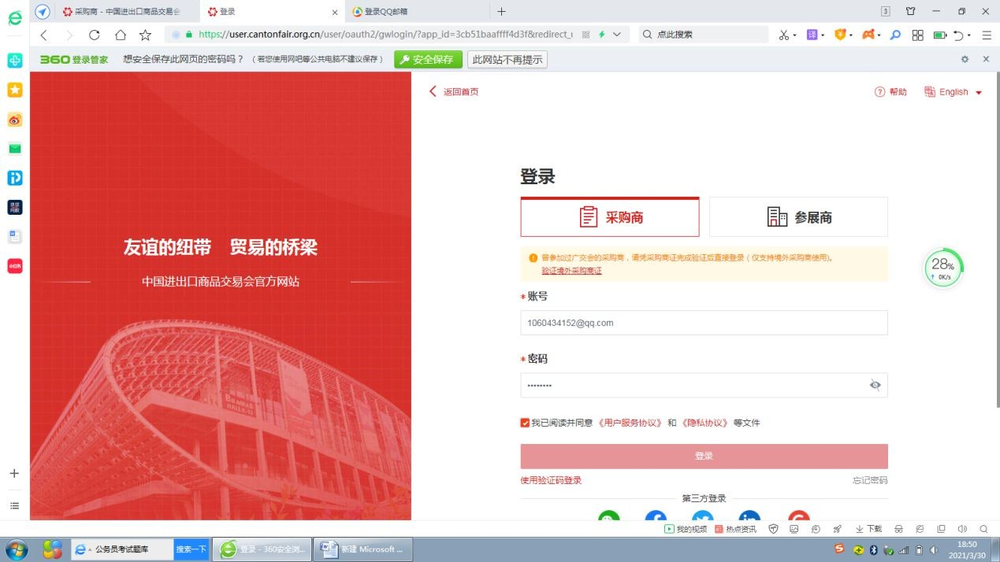 采购商 - 中国进出口商品交易会
登录
登录QQ邮箱
3
https://user.cantonfair.org.cn/user/oauth2/gwlogin/?app_id=3cb51baaffff4d3f&redirect_u
点此搜索
译
360登录管家
想安全保存此网页的密码吗？（若您使用网吧等公共电脑不建议保存）
安全保存
此网站不再提示
返回首页
帮助
English
友谊的纽带 贸易的桥梁
中国进出口商品交易会官方网站
登录
采购商
参展商
曾参加过广交会的采购商，请凭采购商证完成验证后直接登录（仅支持境外采购商使用）。
验证境外采购商证
28%
0K/s
*账号
1060434152@qq.com
*密码
••••••••
我已阅读并同意《用户服务协议》和《隐私协议》等文件
登录
使用验证码登录
忘记密码
第三方登录
我的视频
热点资讯
下载
公务员考试题库
搜索一下
登录 - 360安全浏...
新建 Microsoft ...
18:50
2021/3/30